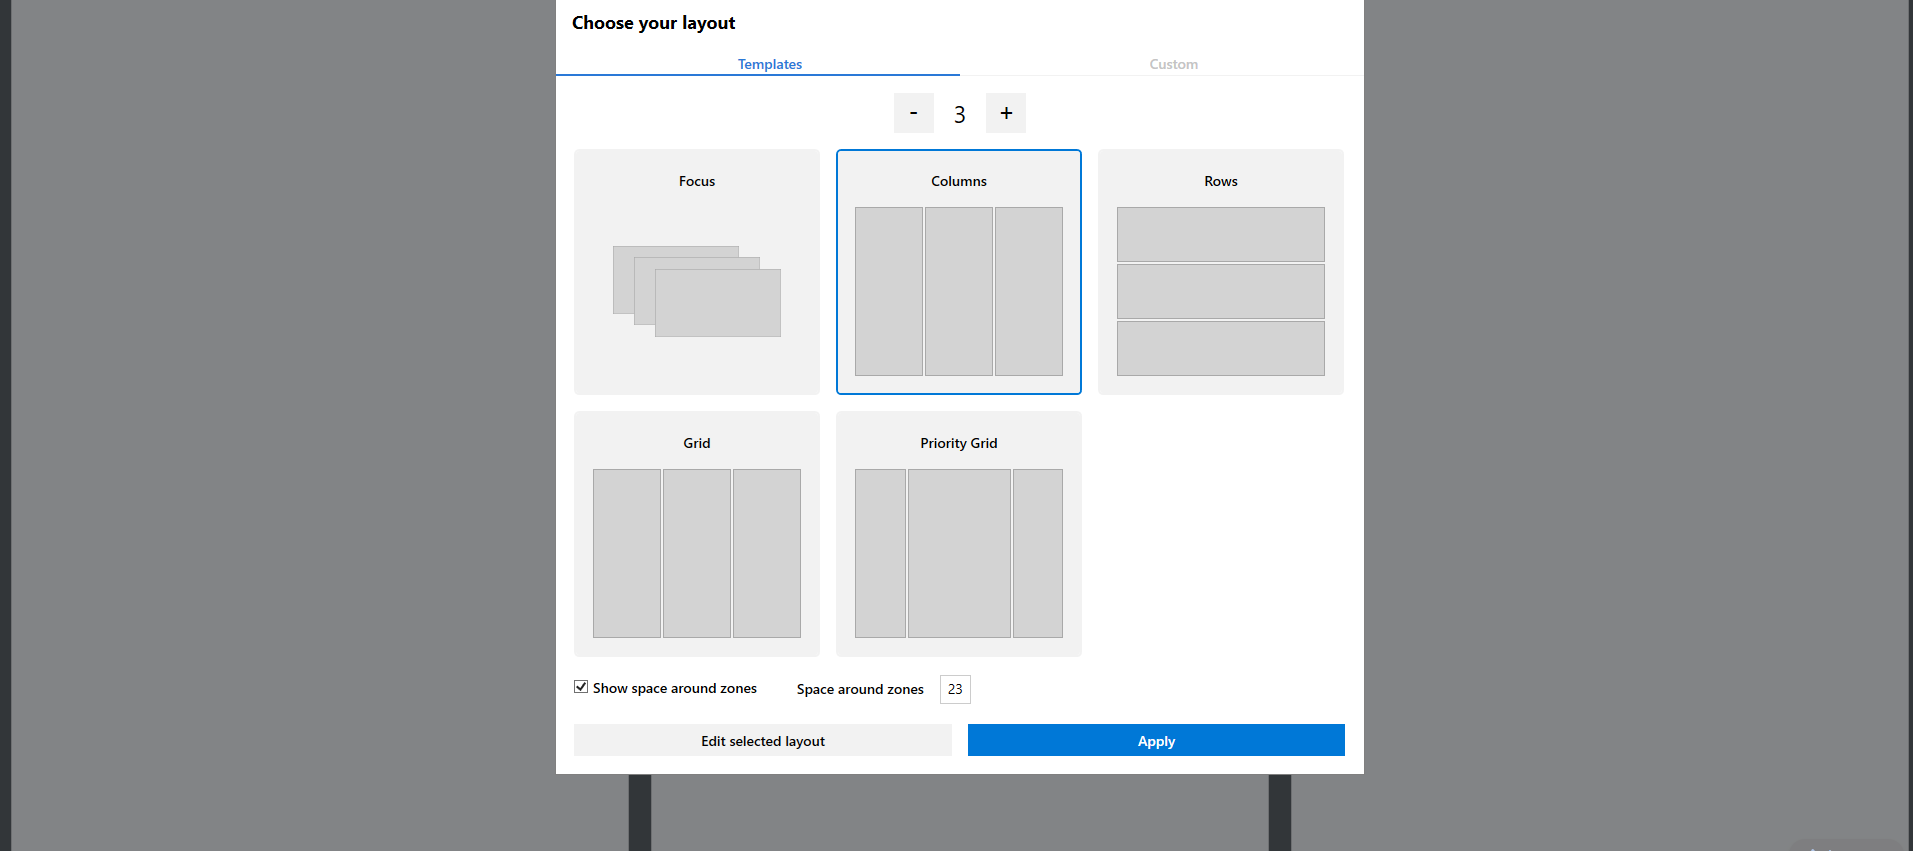 Choose your layout
Templates Custom
- 3 +
Focus Columns Rows
Grid Priority Grid
Show space around zones Space around zones 23
Edit selected layout Apply